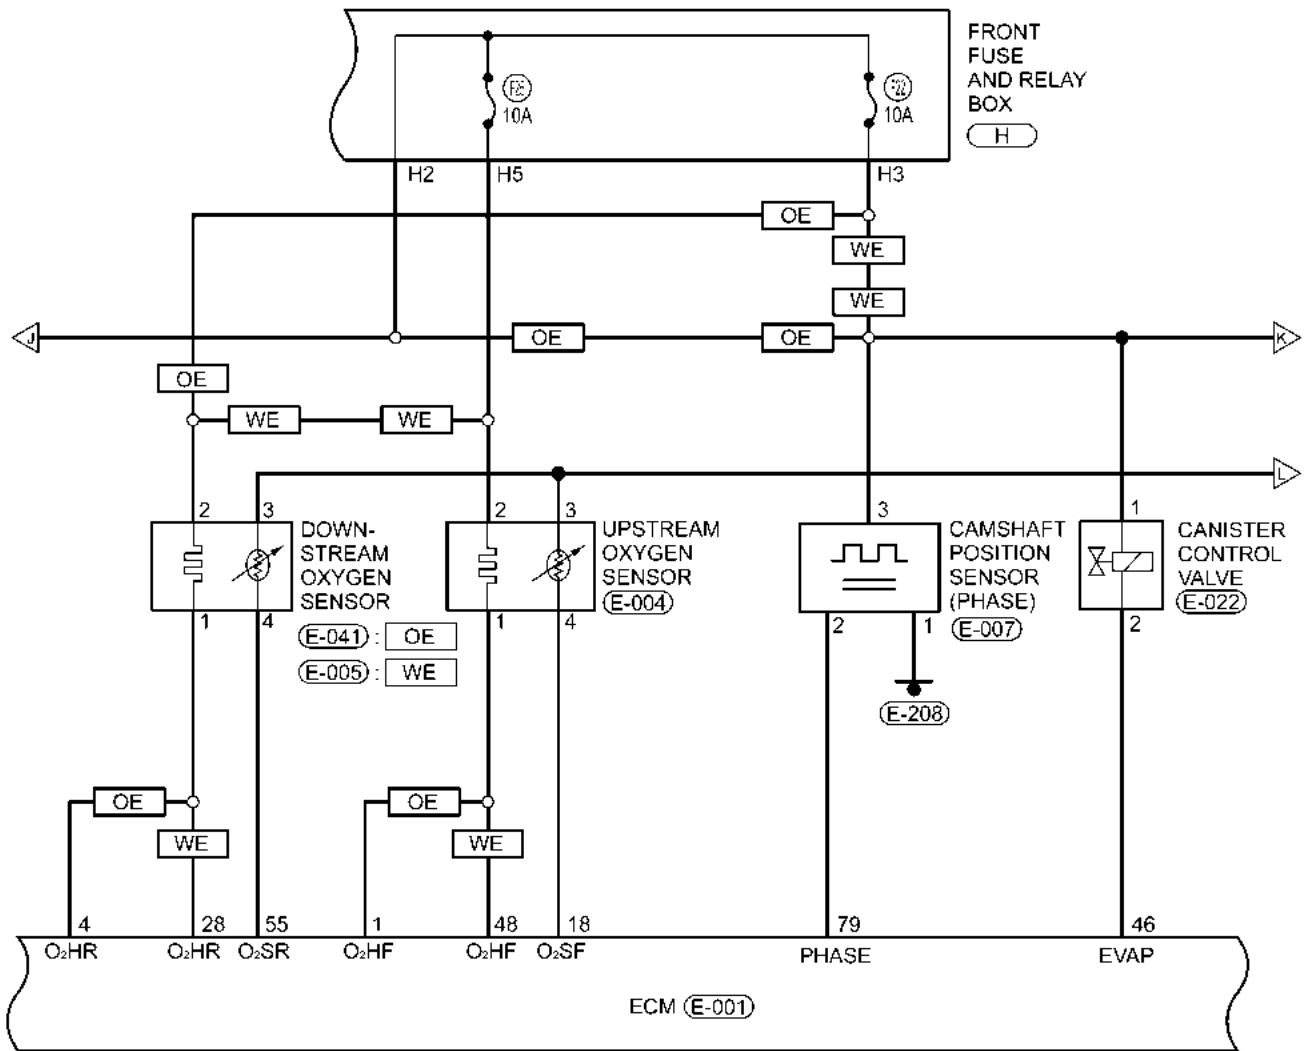 FRONT
FUSE
AND RELAY
BOX
H
10A
10A
H2 H5 H3
OE
WE
WE
J OE OE K
OE
WE WE
L
2 3 2 3 3 1
DOWN-
STREAM
OXYGEN
SENSOR
UPSTREAM
OXYGEN
SENSOR
E-004
CAMSHAFT
POSITION
SENSOR
(PHASE)
E-007
CANISTER
CONTROL
VALVE
E-022
1 4 1 4 2 1 2
E-041 : OE
E-005 : WE
E-208
OE OE
WE WE
4 28 55 1 48 18 79 46
O₂HR O₂HR O₂SR O₂HF O₂HF O₂SF PHASE EVAP
ECM E-001